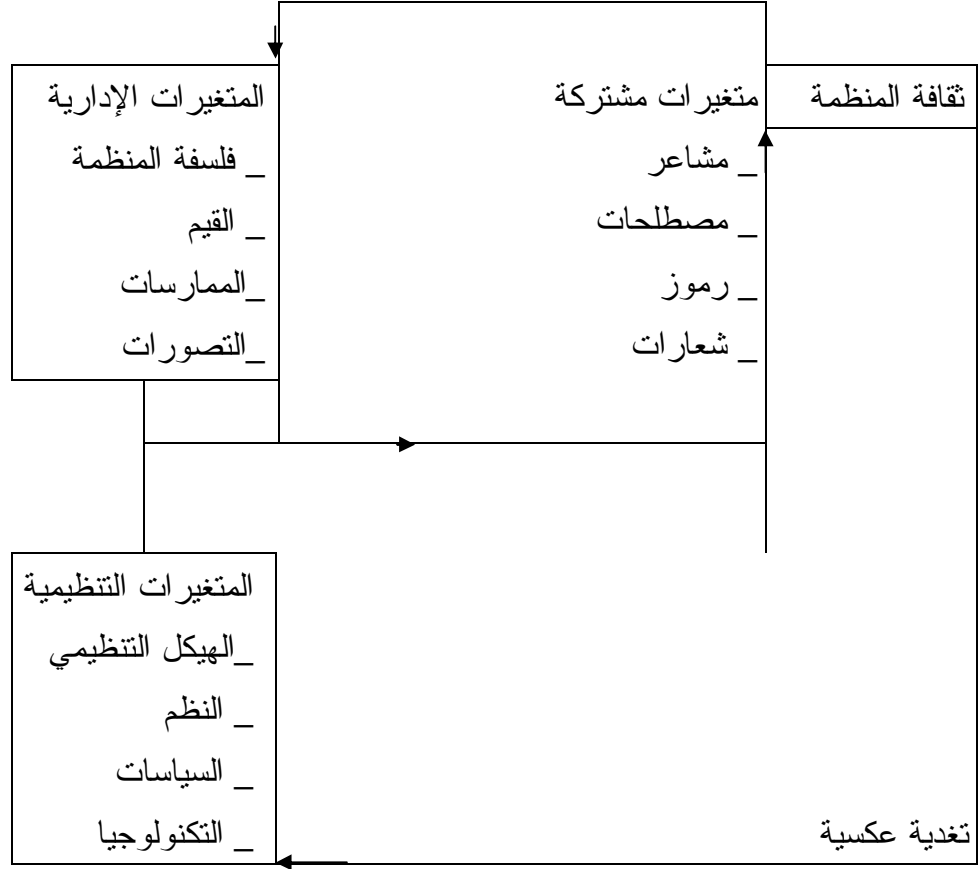 ثقافة المنظمة
متغيرات مشتركة
_ مشاعر
_ مصطلحات
_ رموز
_ شعارات
المتغيرات الإدارية
_ فلسفة المنظمة
_ القيم
_الممارسات
_التصورات
المتغيرات التنظيمية
_الهيكل التنظيمي
_ النظم
_ السياسات
_ التكنولوجيا
تغدية عكسية